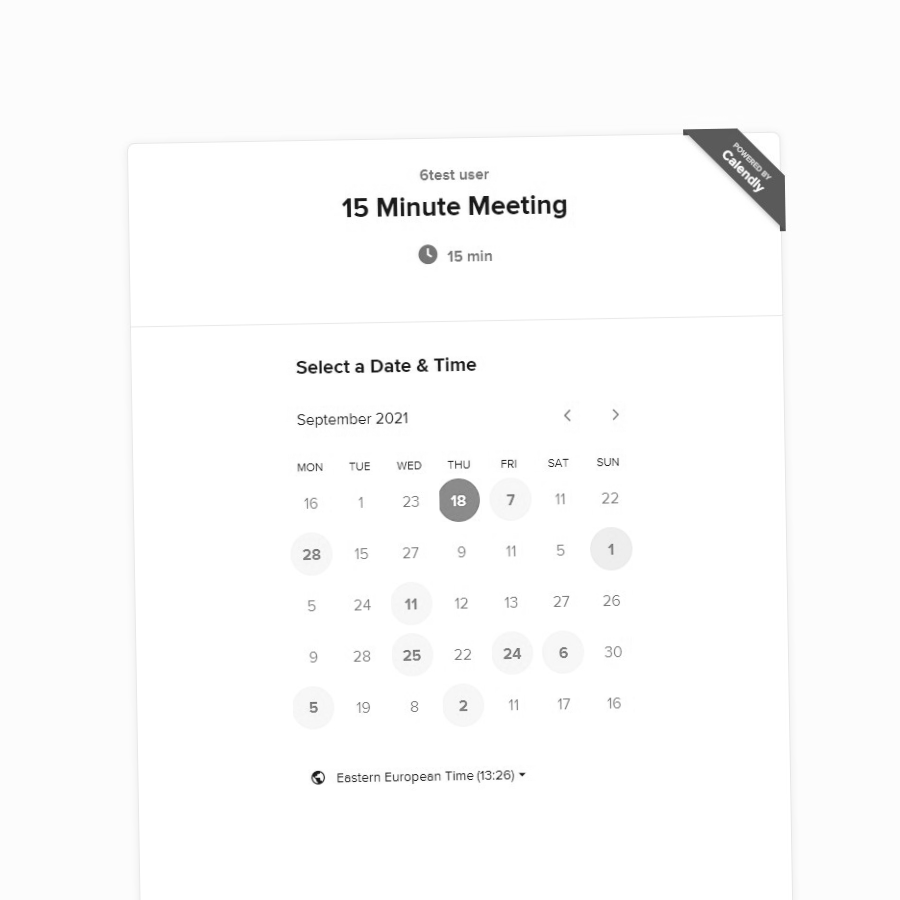 POWERED BY
Calendly
6test user
15 Minute Meeting
15 min
Select a Date & Time
September 2021
MON TUE WED THU FRI SAT SUN
16 1 23 18 7 11 22
28 15 27 9 11 5 1
5 24 11 12 13 27 26
9 28 25 22 24 6 30
5 19 8 2 11 17 16
Eastern European Time (13:26)